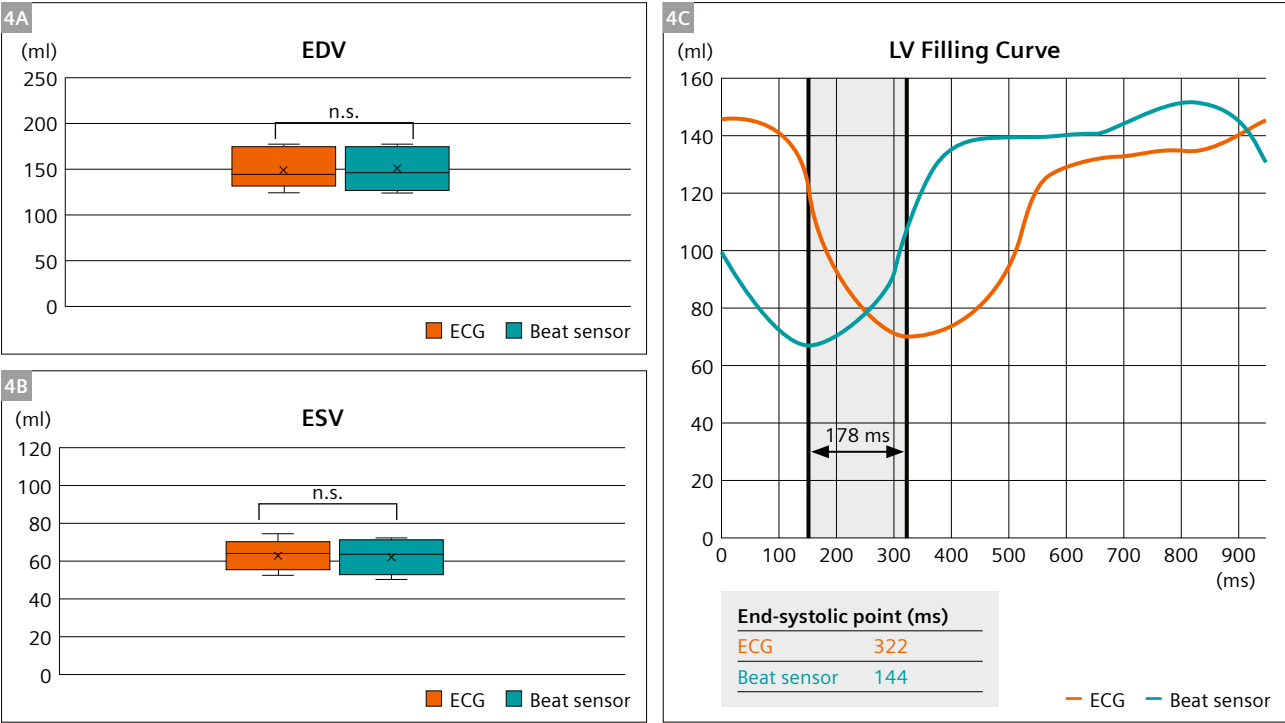 4A
EDV
(ml)
250
200
150
100
50
0
n.s.
ECG
Beat sensor
4B
ESV
(ml)
120
100
80
60
40
20
0
n.s.
ECG
Beat sensor
4C
LV Filling Curve
(ml)
160
140
120
100
80
60
40
20
0
178 ms
0 100 200 300 400 500 600 700 800 900
(ms)
End-systolic point (ms)
ECG 322
Beat sensor 144
ECG
Beat sensor